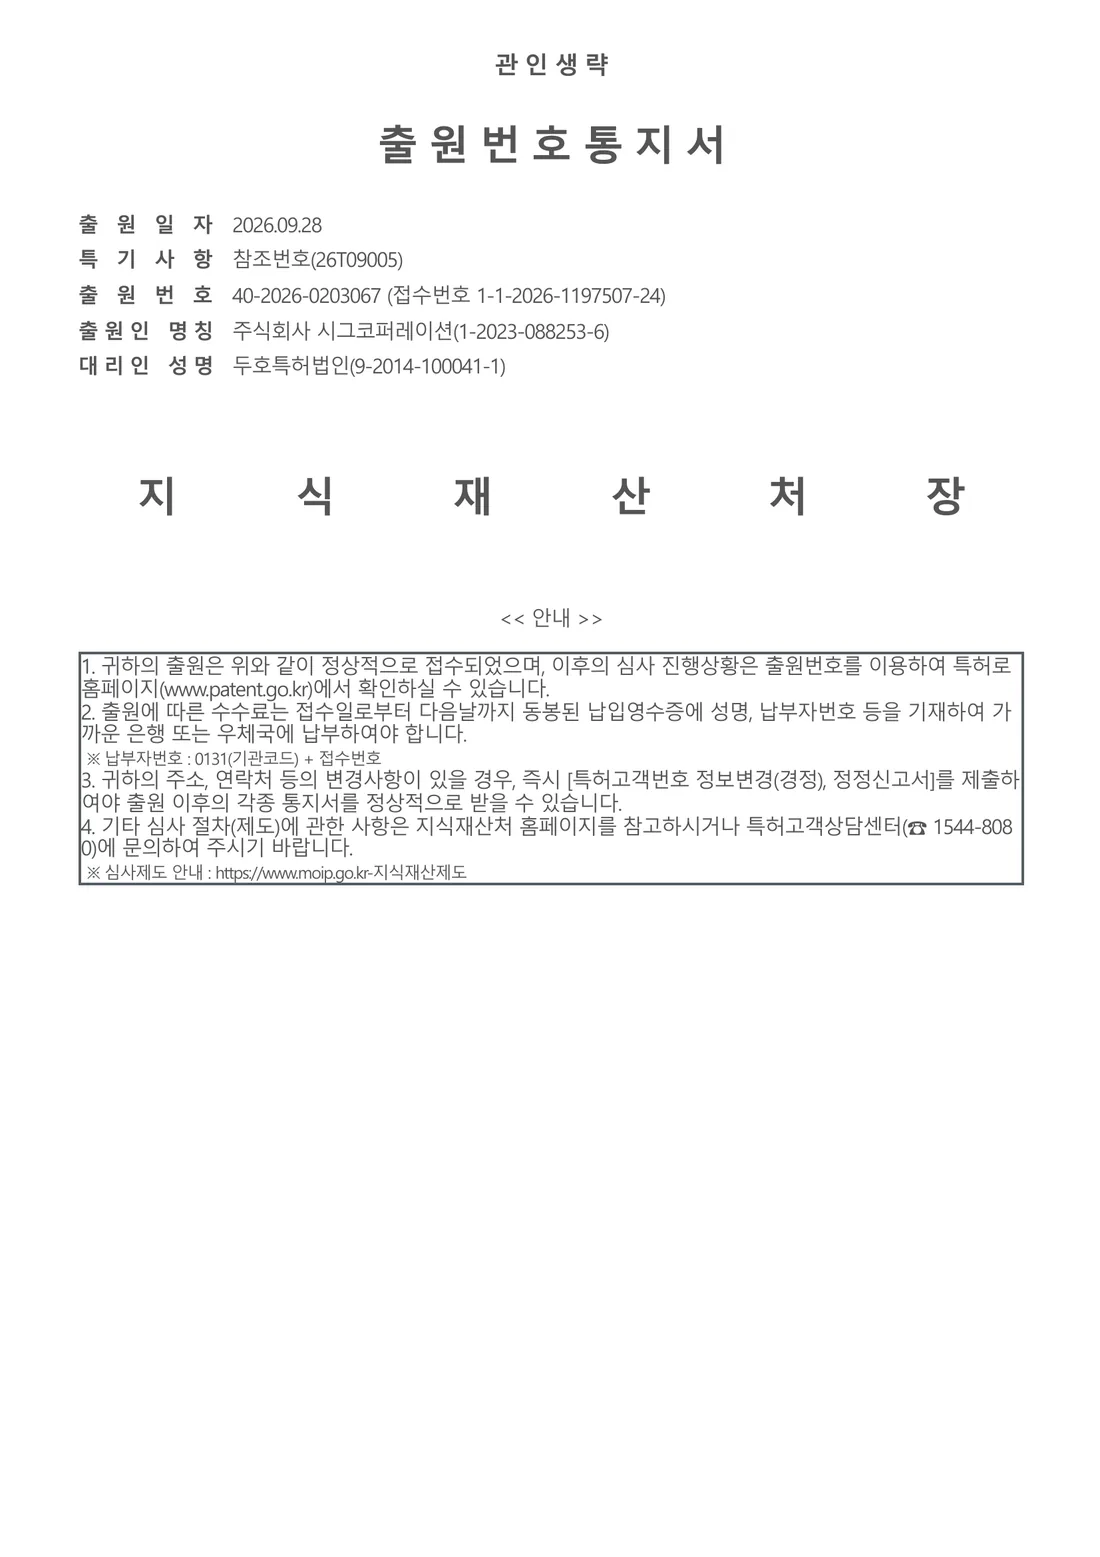 관 인 생 략
출 원 번 호 통 지 서
출 원 일 자 2026.09.28
특 기 사 항 참조번호(26T09005)
출 원 번 호 40-2026-0203067 (접수번호 1-1-2026-1197507-24)
출 원 인 명 칭 주식회사 시그코퍼레이션(1-2023-088253-6)
대 리 인 성 명 두호특허법인(9-2014-100041-1)
지 식 재 산 처 장
<< 안내 >>
1. 귀하의 출원은 위와 같이 정상적으로 접수되었으며, 이후의 심사 진행상황은 출원번호를 이용하여 특허로
홈페이지(www.patent.go.kr)에서 확인하실 수 있습니다.
2. 출원에 따른 수수료는 접수일로부터 다음날까지 동봉된 납입영수증에 성명, 납부자번호 등을 기재하여 가
까운 은행 또는 우체국에 납부하여야 합니다.
※ 납부자번호 : 0131(기관코드) + 접수번호
3. 귀하의 주소, 연락처 등의 변경사항이 있을 경우, 즉시 [특허고객번호 정보변경(경정), 정정신고서]를 제출하
여야 출원 이후의 각종 통지서를 정상적으로 받을 수 있습니다.
4. 기타 심사 절차(제도)에 관한 사항은 지식재산처 홈페이지를 참고하시거나 특허고객상담센터(☎ 1544-808
0)에 문의하여 주시기 바랍니다.
※ 심사제도 안내 : https://www.moip.go.kr-지식재산제도